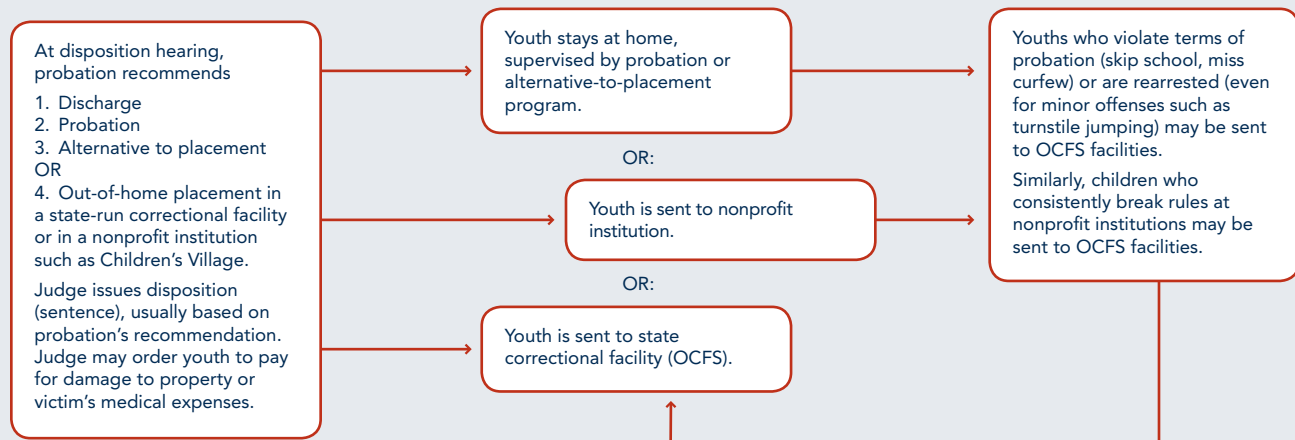 At disposition hearing,
probation recommends
1. Discharge
2. Probation
3. Alternative to placement
OR
4. Out-of-home placement in
a state-run correctional facility
or in a nonprofit institution
such as Children’s Village.
Judge issues disposition
(sentence), usually based on
probation’s recommendation.
Judge may order youth to pay
for damage to property or
victim’s medical expenses.
Youth stays at home,
supervised by probation or
alternative-to-placement
program.
OR:
Youth is sent to nonprofit
institution.
OR:
Youth is sent to state
correctional facility (OCFS).
Youths who violate terms of
probation (skip school, miss
curfew) or are rearrested (even
for minor offenses such as
turnstile jumping) may be sent
to OCFS facilities.
Similarly, children who
consistently break rules at
nonprofit institutions may be
sent to OCFS facilities.